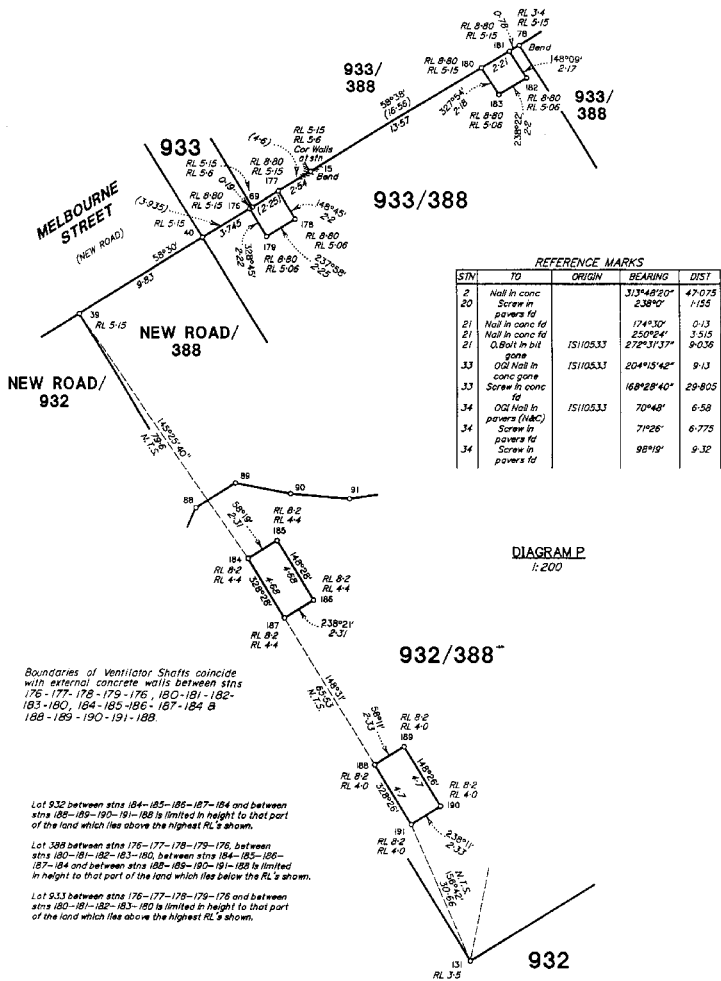 RL 3·4
RL 5·15
0·78
78
181
Bend
RL 8·80
RL 5·15
180
2·21
148°09'
2·17
933/
388
58°38'
(16·56)
13·57
327°54'
2·18
183
182
RL 8·80
RL 5·06
RL 8·80
RL 5·06
238°22'
2·2
933/
388
(4·6)
RL 5·15
RL 5·6
Cor Walls
at stn
15
Bend
933
RL 5·15
RL 5·6
RL 8·80
RL 5·15
177
2·54
0·19
69
RL 8·80
RL 5·15
176
(2·25)
148°45'
2·2
933/388
MELBOURNE
STREET
(NEW ROAD)
(3·935)
RL 5·15
40
3·745
178
RL 8·80
RL 5·06
179
RL 8·80
RL 5·06
328°45'
2·22
237°58'
2·25
58°30'
9·83
39
RL 5·15
NEW ROAD/
388
NEW ROAD/
932
REFERENCE MARKS
STN TO ORIGIN BEARING DIST
2 Nail in conc 313°48'20" 47·075
20 Screw in pavers fd 238°0' 1·155
21 Nail in conc fd 174°30' 0·13
21 Nail in conc fd 250°24' 3·515
21 Q.Bolt in bit gone IS110533 272°31'37" 9·036
33 OGI Nail in conc gone IS110533 204°15'42" 9·13
33 Screw in conc fd 168°28'40" 29·805
34 OGI Nail in pavers (N&C) IS110533 70°48' 6·58
34 Screw in pavers fd 71°26' 6·775
34 Screw in pavers fd 98°19' 9·32
145°25'40"
79·6
N.T.S.
88
89
90
91
58°19'
2·31
RL 8·2
RL 4·4
185
184
RL 8·2
RL 4·4
148°28'
4·68
4·68
328°28'
RL 8·2
RL 4·4
186
187
RL 8·2
RL 4·4
238°21'
2·31
DIAGRAM P
1:200
932/388
Boundaries of Ventilator Shafts coincide
with external concrete walls between stns
176-177-178-179-176, 180-181-182-
183-180, 184-185-186-187-184 &
188-189-190-191-188.
148°31'
85·53
N.T.S.
58°11'
2·33
RL 8·2
RL 4·0
189
188
RL 8·2
RL 4·0
148°26'
4·7
4·7
328°26'
RL 8·2
RL 4·0
190
191
RL 8·2
RL 4·0
238°11'
2·33
Lot 932 between stns 184-185-186-187-184 and between
stns 188-189-190-191-188 is limited in height to that part
of the land which lies above the highest RL's shown.
Lot 388 between stns 176-177-178-179-176, between
stns 180-181-182-183-180, between stns 184-185-186-
187-184 and between stns 188-189-190-191-188 is limited
in height to that part of the land which lies below the RL's shown.
Lot 933 between stns 176-177-178-179-176 and between
stns 180-181-182-183-180 is limited in height to that part
of the land which lies above the highest RL's shown.
N.T.S.
156°42'
30·66
131
RL 3·5
932